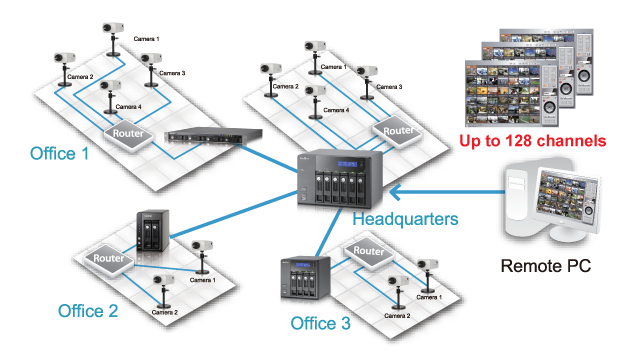 Camera 1
Camera 2
Camera 3
Camera 4
Router
Office 1
Camera 1
Camera 2
Camera 3
Camera 4
Router
Up to 128 channels
Headquarters
Remote PC
Router
Camera 1
Camera 2
Office 2
Router
Camera 1
Camera 2
Office 3